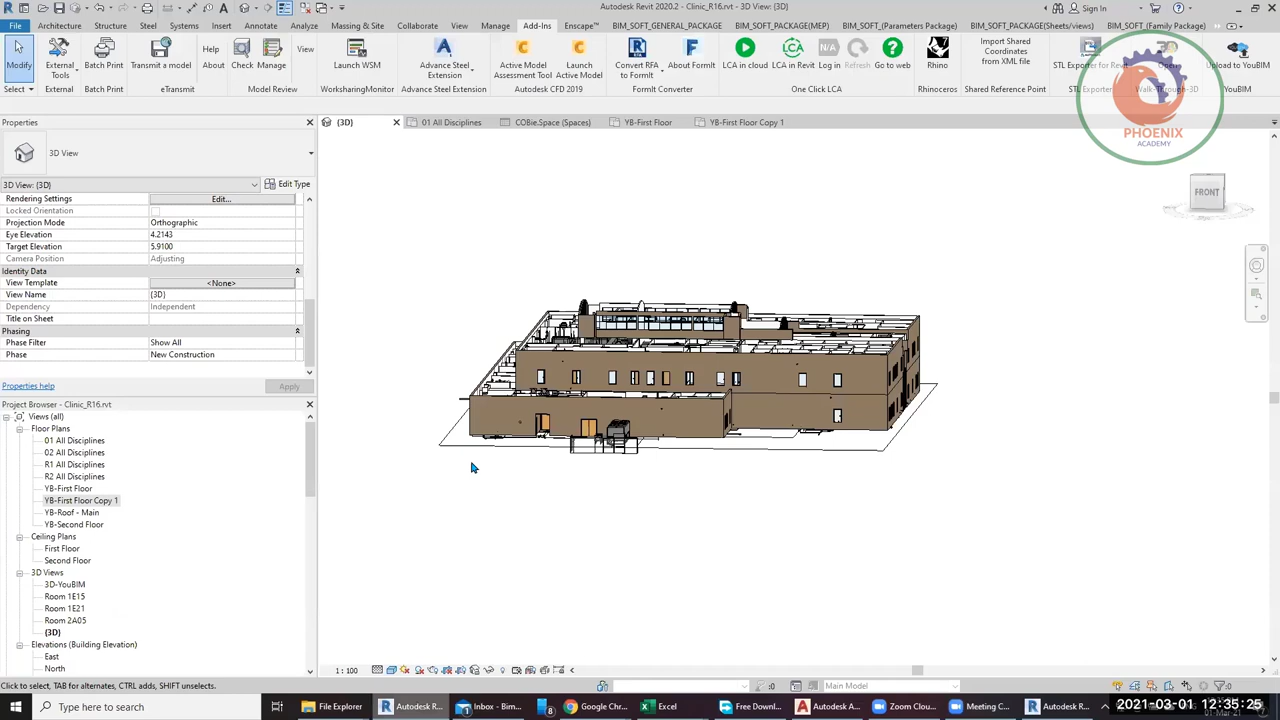 Autodesk Revit 2020.2 - Clinic_R16.rvt - 3D View: {3D}
Sign In
File Architecture Structure Steel Systems Insert Annotate Analyze Massing & Site Collaborate View Manage Add-Ins Enscape™ BIM_SOFT_GENERAL_PACKAGE BIM_SOFT_PACKAGE(MEP) BIM_SOFT_(Parameters Package) BIM_SOFT_PACKAGE(Sheets/views) BIM_SOFT (Family Package)
Modify
External Tools
Batch Print
Transmit a model
Help
About
Check
Manage
View
Launch WSM
Advance Steel Extension
Active Model Assessment Tool
Launch Active Model
Convert RFA to FormIt
About FormIt
LCA in cloud
LCA in Revit
N/A
Log in
Refresh
Go to web
Rhino
Import Shared Coordinates from XML file
STL Exporter for Revit
Open
Upload to YouBIM
Select External Batch Print eTransmit Model Review WorksharingMonitor Advance Steel Extension Autodesk CFD 2019 FormIt Converter One Click LCA Rhinoceros Shared Reference Point STL Exporter Walk-Through-3D YouBIM
PHOENIX
ACADEMY
Properties
{3D} 01 All Disciplines COBie.Space (Spaces) YB-First Floor YB-First Floor Copy 1
3D View
3D View: {3D} Edit Type
Rendering Settings Edit...
Locked Orientation
Projection Mode Orthographic
Eye Elevation 4.2143
Target Elevation 5.9100
Camera Position Adjusting
Identity Data
View Template <None>
View Name {3D}
Dependency Independent
Title on Sheet
Phasing
Phase Filter Show All
Phase New Construction
Properties help Apply
FRONT
Project Browser - Clinic_R16.rvt
Views (all)
Floor Plans
01 All Disciplines
02 All Disciplines
R1 All Disciplines
R2 All Disciplines
YB-First Floor
YB-First Floor Copy 1
YB-Roof - Main
YB-Second Floor
Ceiling Plans
First Floor
Second Floor
3D Views
3D-YouBIM
Room 1E15
Room 1E21
Room 2A05
{3D}
Elevations (Building Elevation)
East
North
1 : 100
Click to select, TAB for alternates, CTRL adds, SHIFT unselects. :0 Main Model :0
Type here to search
File Explorer
Autodesk R...
Inbox - Bim...
8
Google Chr...
Excel
Free Downl...
Autodesk A...
Zoom Clou...
Meeting C...
Autodesk R...
2021-03-01 12:35:25